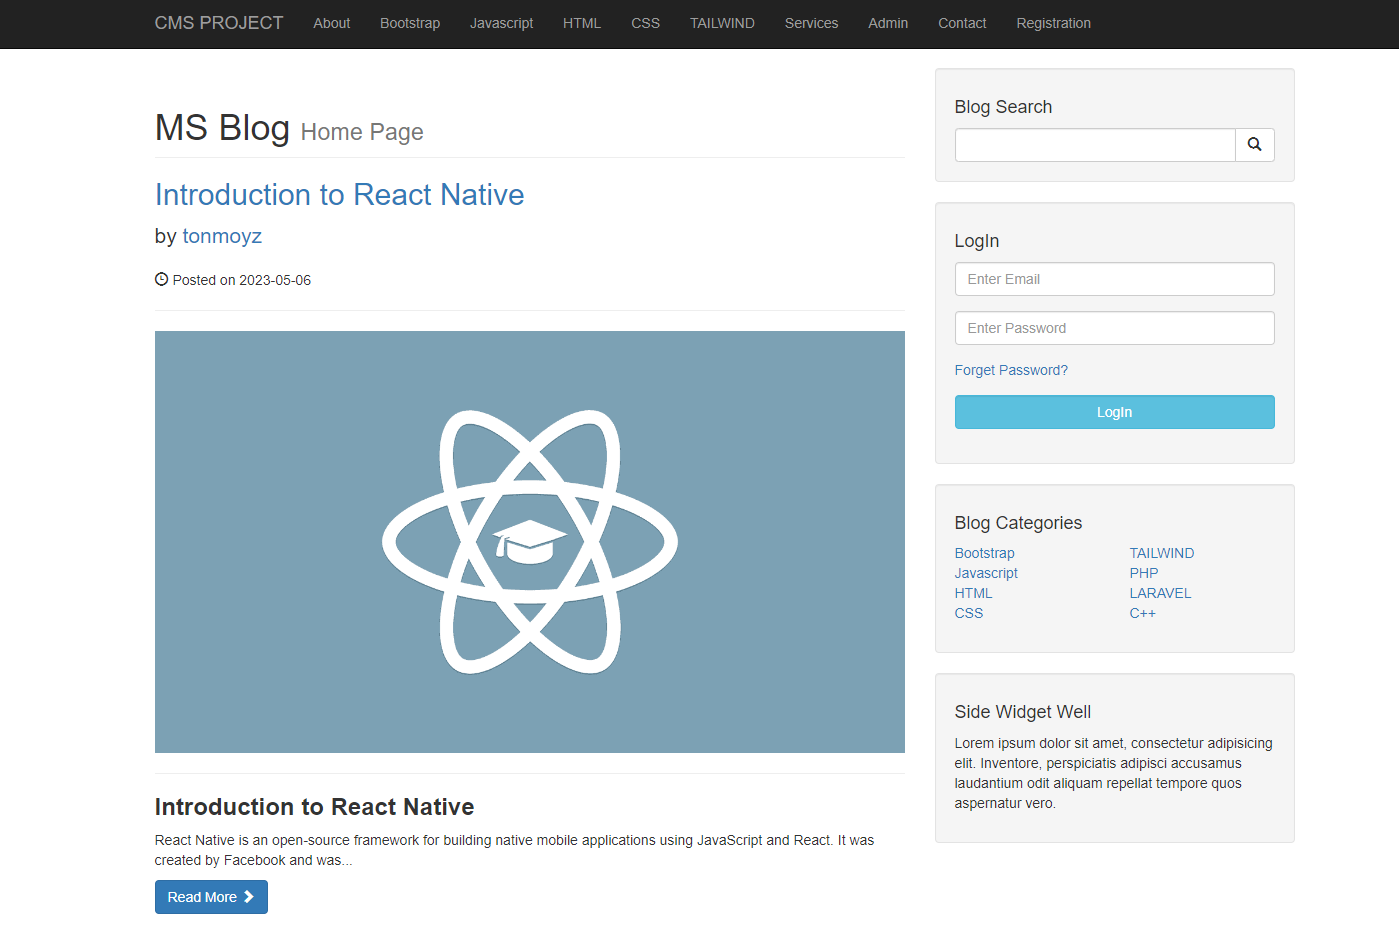 CMS PROJECT About Bootstrap Javascript HTML CSS TAILWIND Services Admin Contact Registration
MS Blog Home Page
Introduction to React Native
by tonmoyz
Posted on 2023-05-06
Introduction to React Native
React Native is an open-source framework for building native mobile applications using JavaScript and React. It was
created by Facebook and was...
Read More
Blog Search
LogIn
Enter Email
Enter Password
Forget Password?
LogIn
Blog Categories
Bootstrap
Javascript
HTML
CSS
TAILWIND
PHP
LARAVEL
C++
Side Widget Well
Lorem ipsum dolor sit amet, consectetur adipisicing
elit. Inventore, perspiciatis adipisci accusamus
laudantium odit aliquam repellat tempore quos
aspernatur vero.